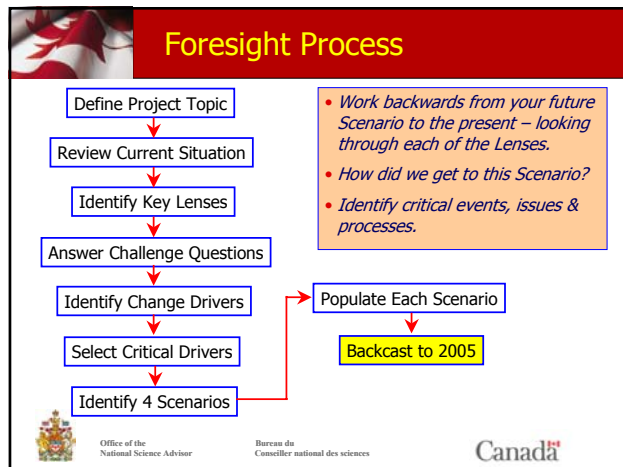 Foresight Process
Define Project Topic
Review Current Situation
Identify Key Lenses
Answer Challenge Questions
Identify Change Drivers
Select Critical Drivers
Identify 4 Scenarios
• Work backwards from your future
Scenario to the present – looking
through each of the Lenses.
• How did we get to this Scenario?
• Identify critical events, issues &
processes.
Populate Each Scenario
Backcast to 2005
Office of the
National Science Advisor
Bureau du
Conseiller national des sciences
Canada